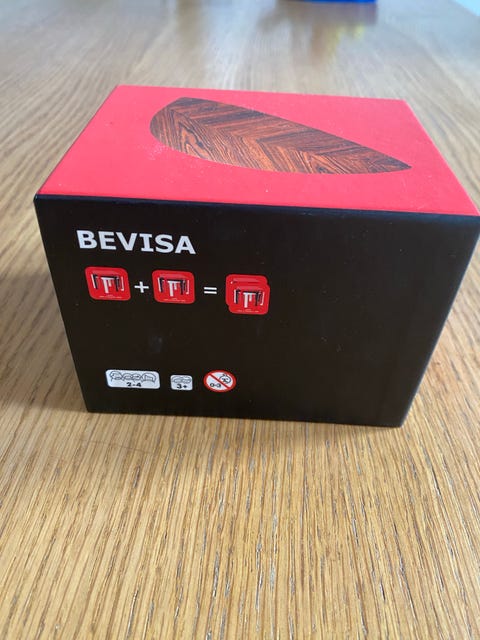 BEVISA
+ =
2-4 3+ 0-3